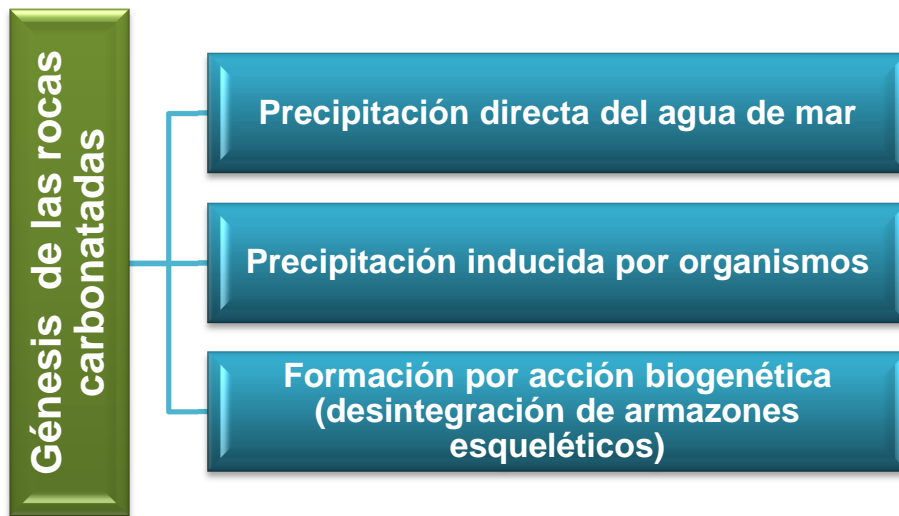 Génesis de las rocas
carbonatadas
Precipitación directa del agua de mar
Precipitación inducida por organismos
Formación por acción biogenética
(desintegración de armazones
esqueléticos)